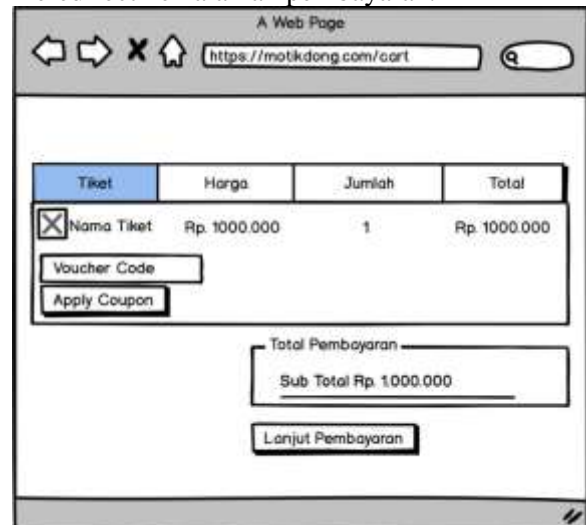 A Web Page
https://motikdong.com/cart
Tiket Harga Jumlah Total
Nama Tiket Rp. 1000.000 1 Rp. 1000.000
Voucher Code
Apply Coupon
Total Pembayaran
Sub Total Rp. 1.000.000
Lanjut Pembayaran